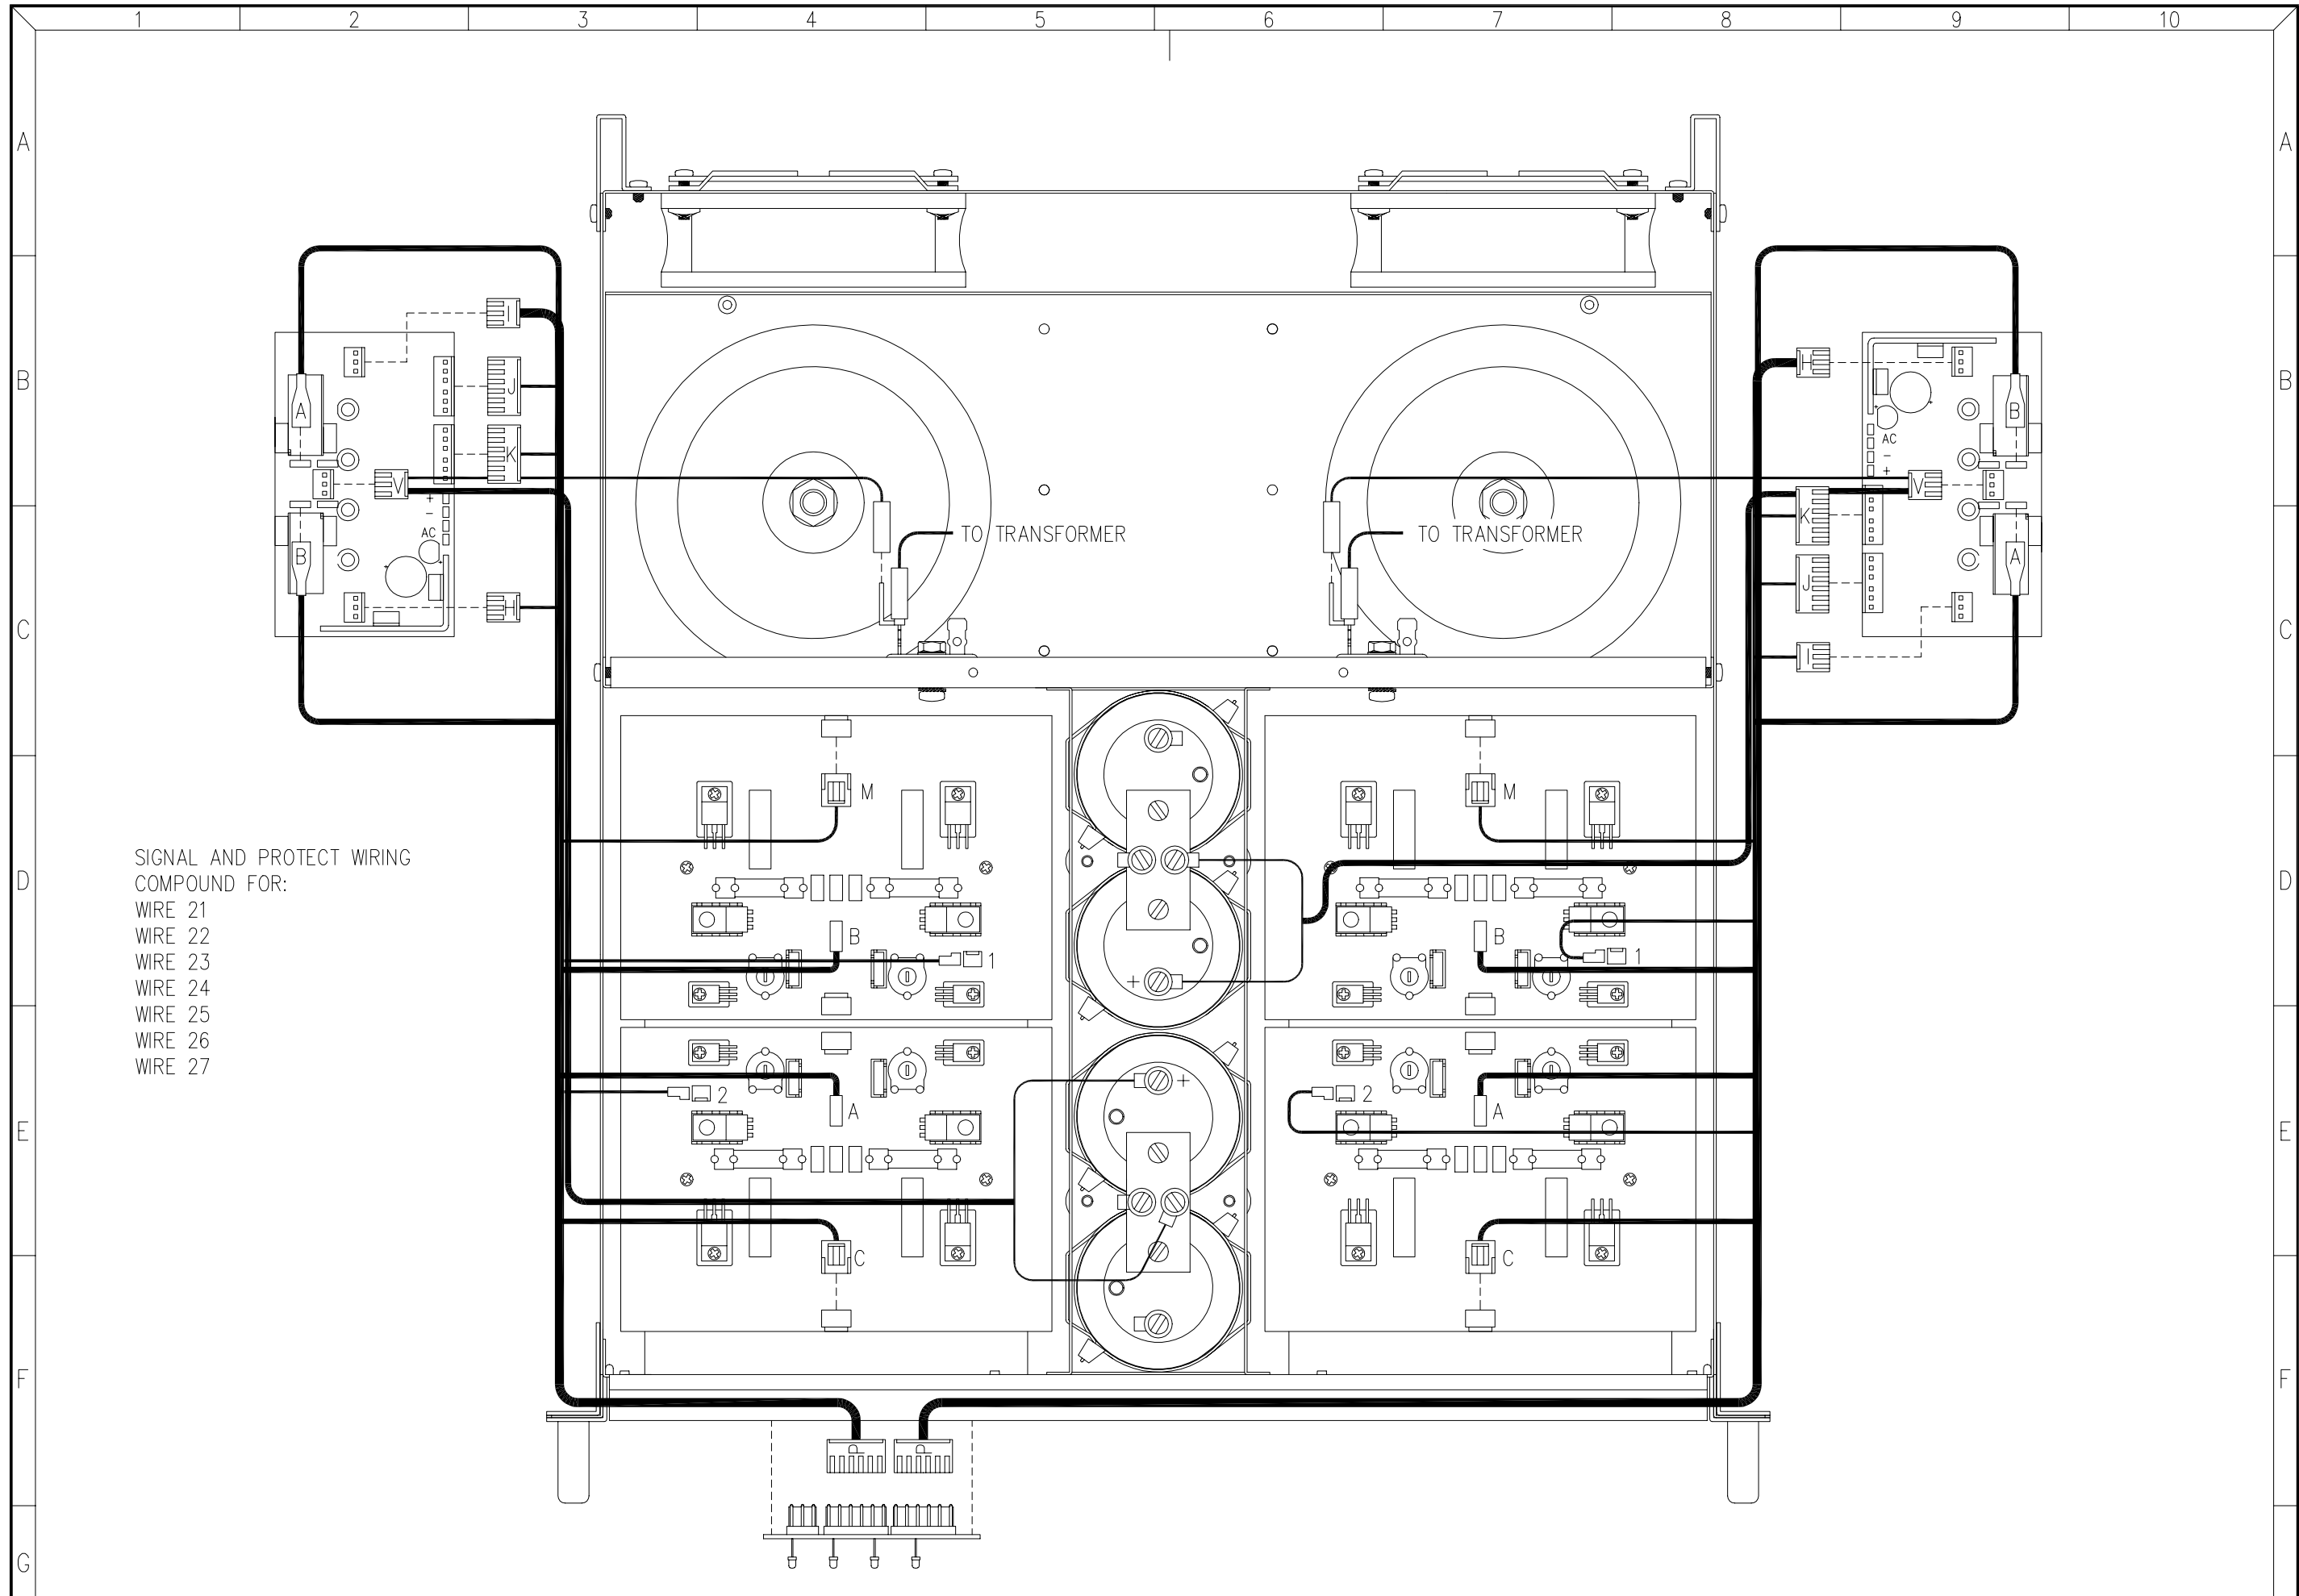 1 2 3 4 5 6 7 8 9 10
A A
I
H
B J B
A B
K AC
-
+
V V
+ K
-
AC TO TRANSFORMER TO TRANSFORMER
B A
J
H
C C
I
M M
SIGNAL AND PROTECT WIRING
COMPOUND FOR:
D D
WIRE 21
WIRE 22
B B
WIRE 23
1 1
+
WIRE 24
WIRE 25
WIRE 26
WIRE 27
+
2 2
A A
E E
C C
F F
P P
G